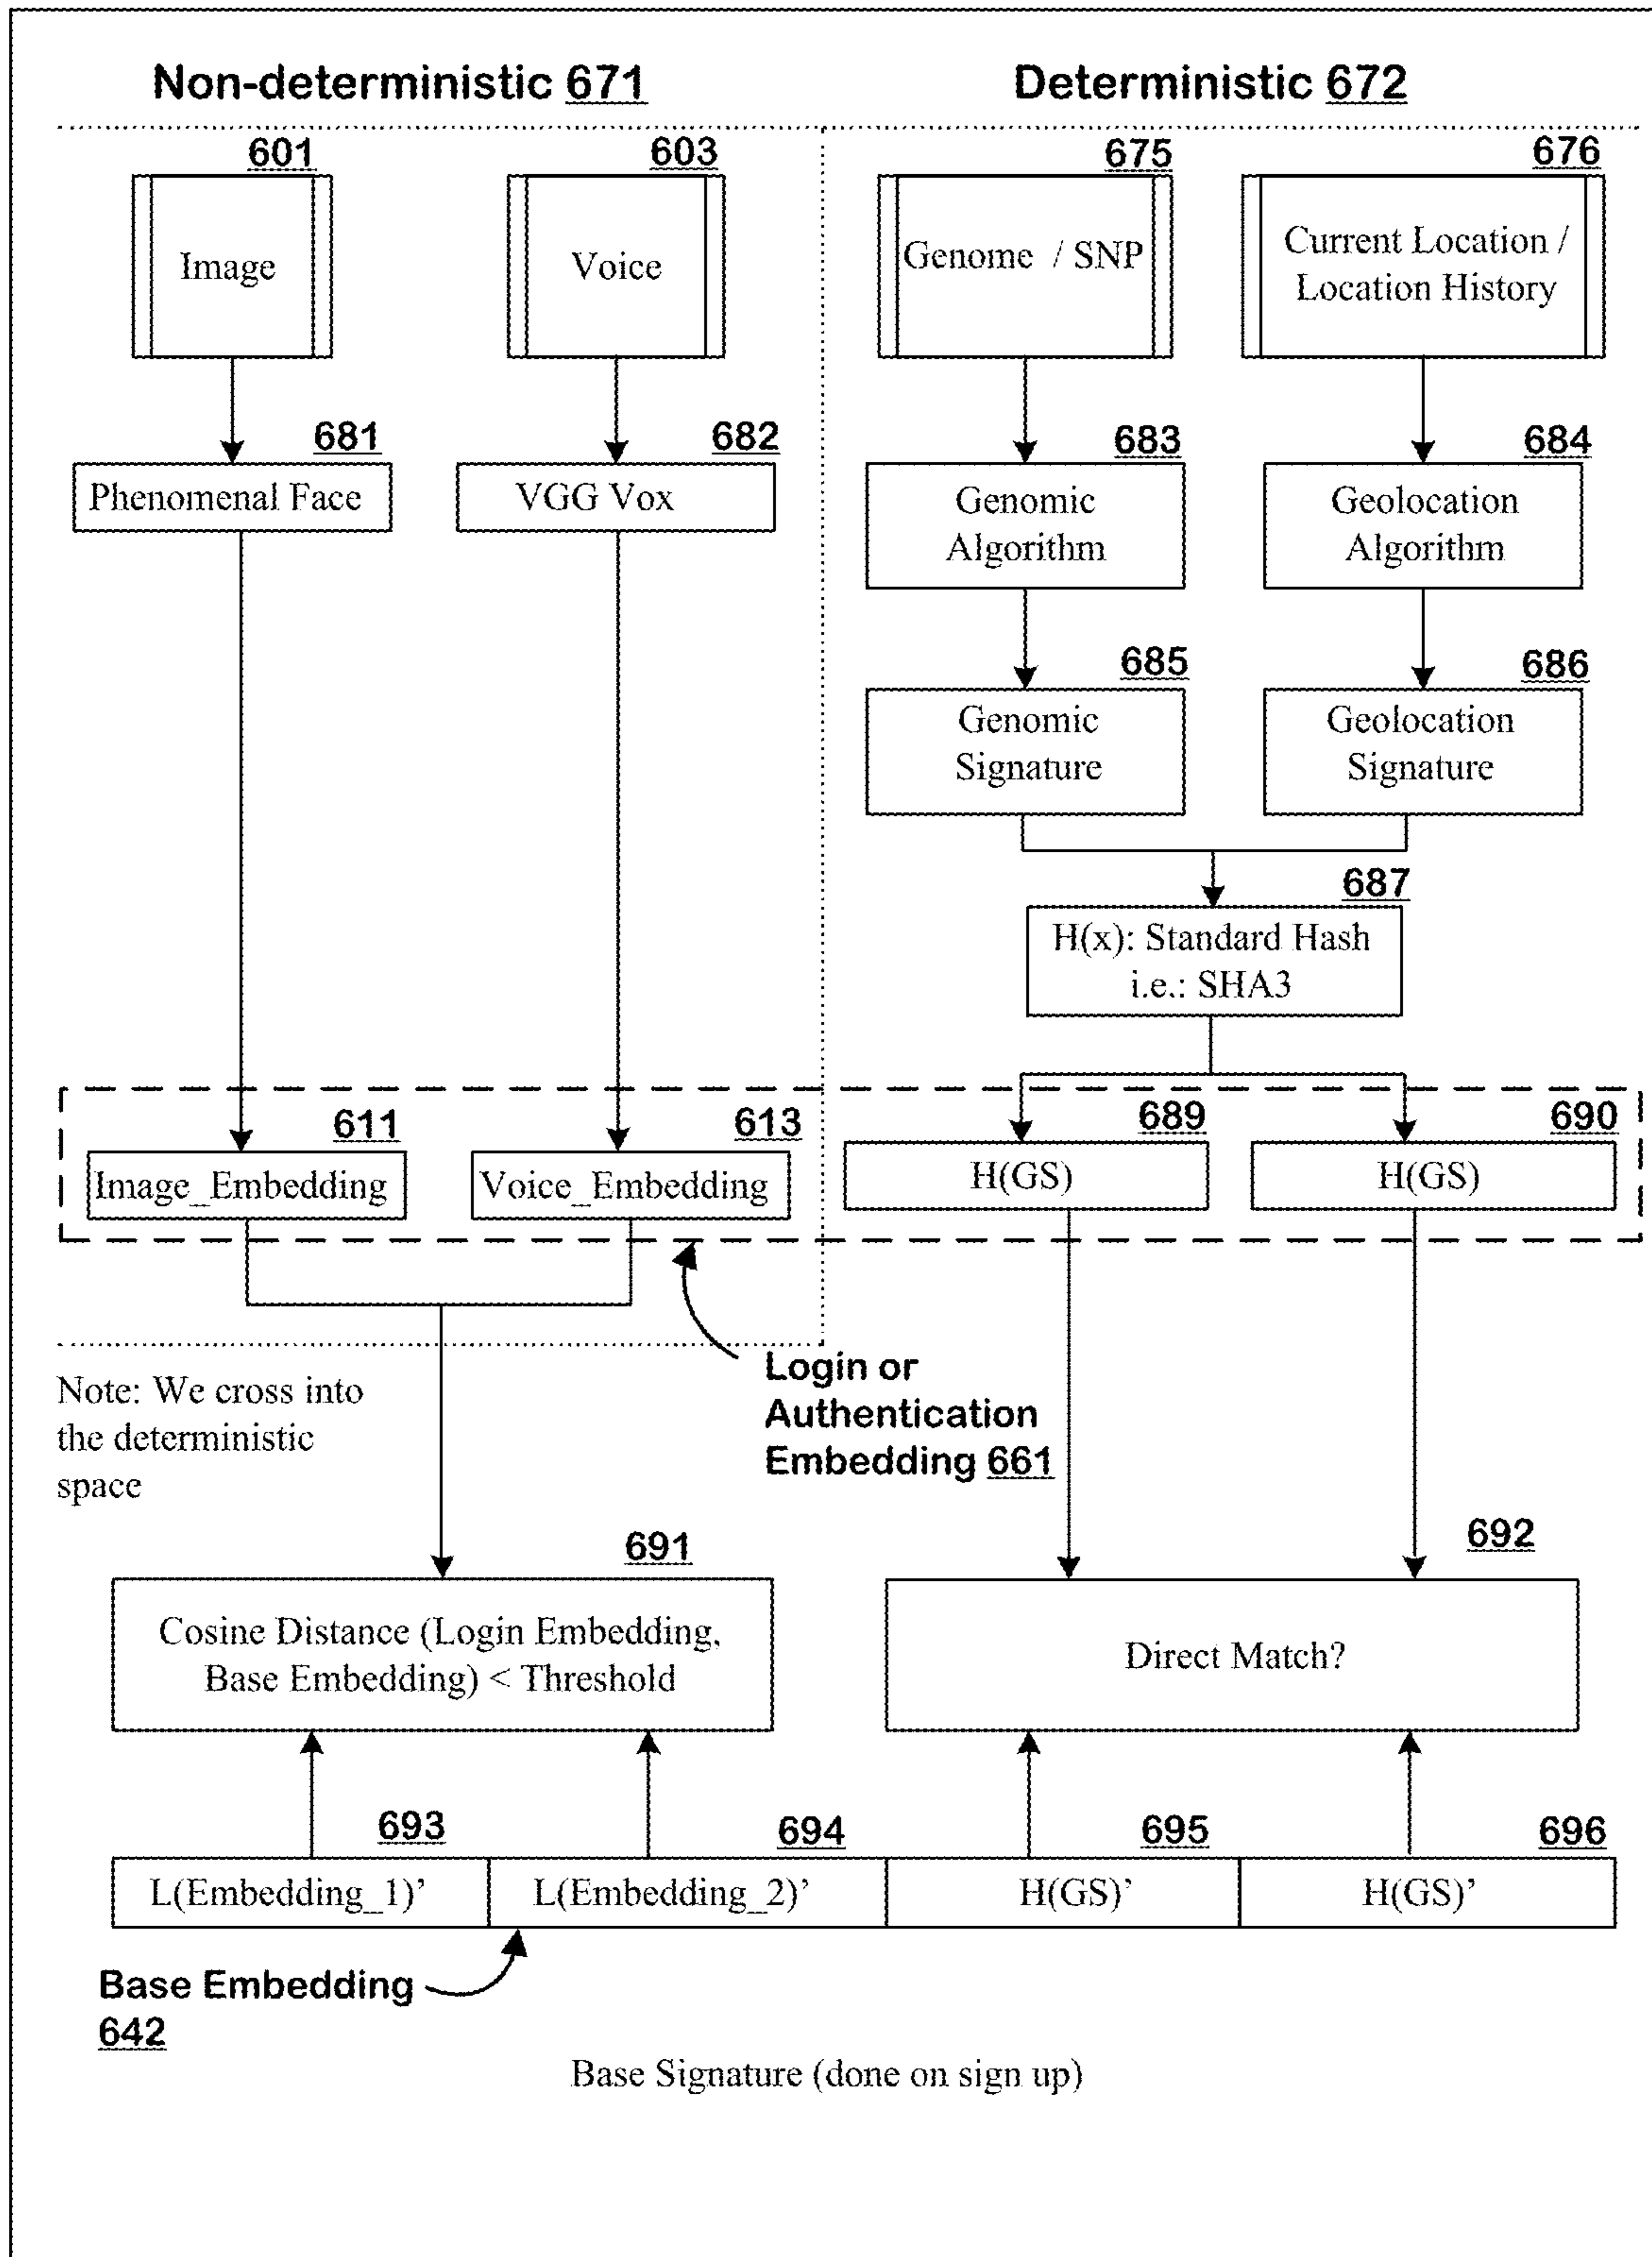 Non-deterministic 671
Deterministic 672
601
603
675
676
Image
Voice
Genome / SNP
Current Location /
Location History
681
682
683
684
Phenomenal Face
VGG Vox
Genomic
Algorithm
Geolocation
Algorithm
685
686
Genomic
Signature
Geolocation
Signature
687
H(x): Standard Hash
i.e.: SHA3
611
613
689
690
Image_Embedding
Voice_Embedding
H(GS)
H(GS)
Note: We cross into
the deterministic
space
Login or
Authentication
Embedding 661
691
692
Cosine Distance (Login Embedding,
Base Embedding) < Threshold
Direct Match?
693
694
695
696
L(Embedding_1)’
L(Embedding_2)’
H(GS)’
H(GS)’
Base Embedding
642
Base Signature (done on sign up)